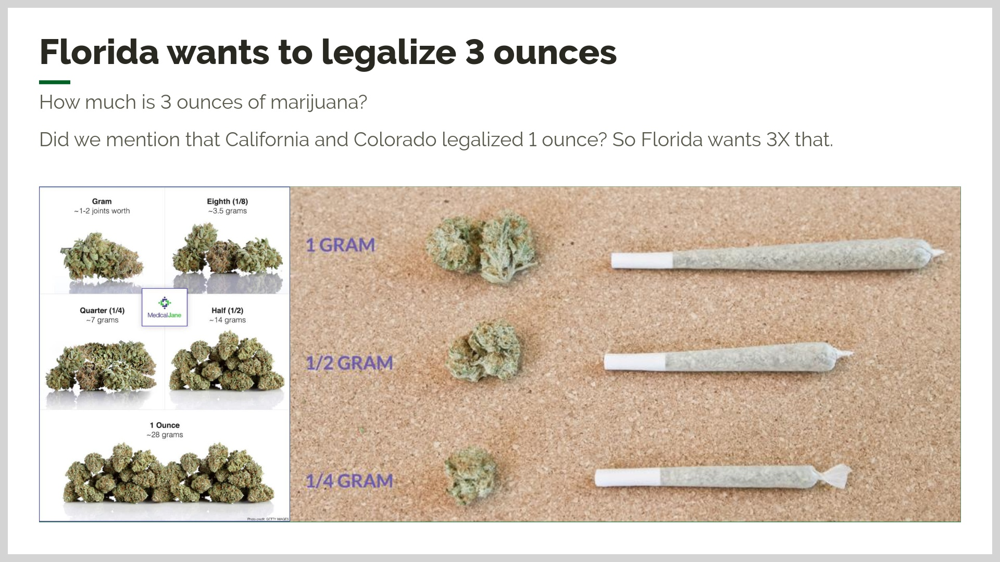 Florida wants to legalize 3 ounces
How much is 3 ounces of marijuana?
Did we mention that California and Colorado legalized 1 ounce? So Florida wants 3X that.
Gram
~1-2 joints worth
Eighth (1/8)
~3.5 grams
Quarter (1/4)
~7 grams
MedicalJane
Half (1/2)
~14 grams
1 Ounce
~28 grams
Photo credit: GETTY IMAGES
1 GRAM
1/2 GRAM
1/4 GRAM